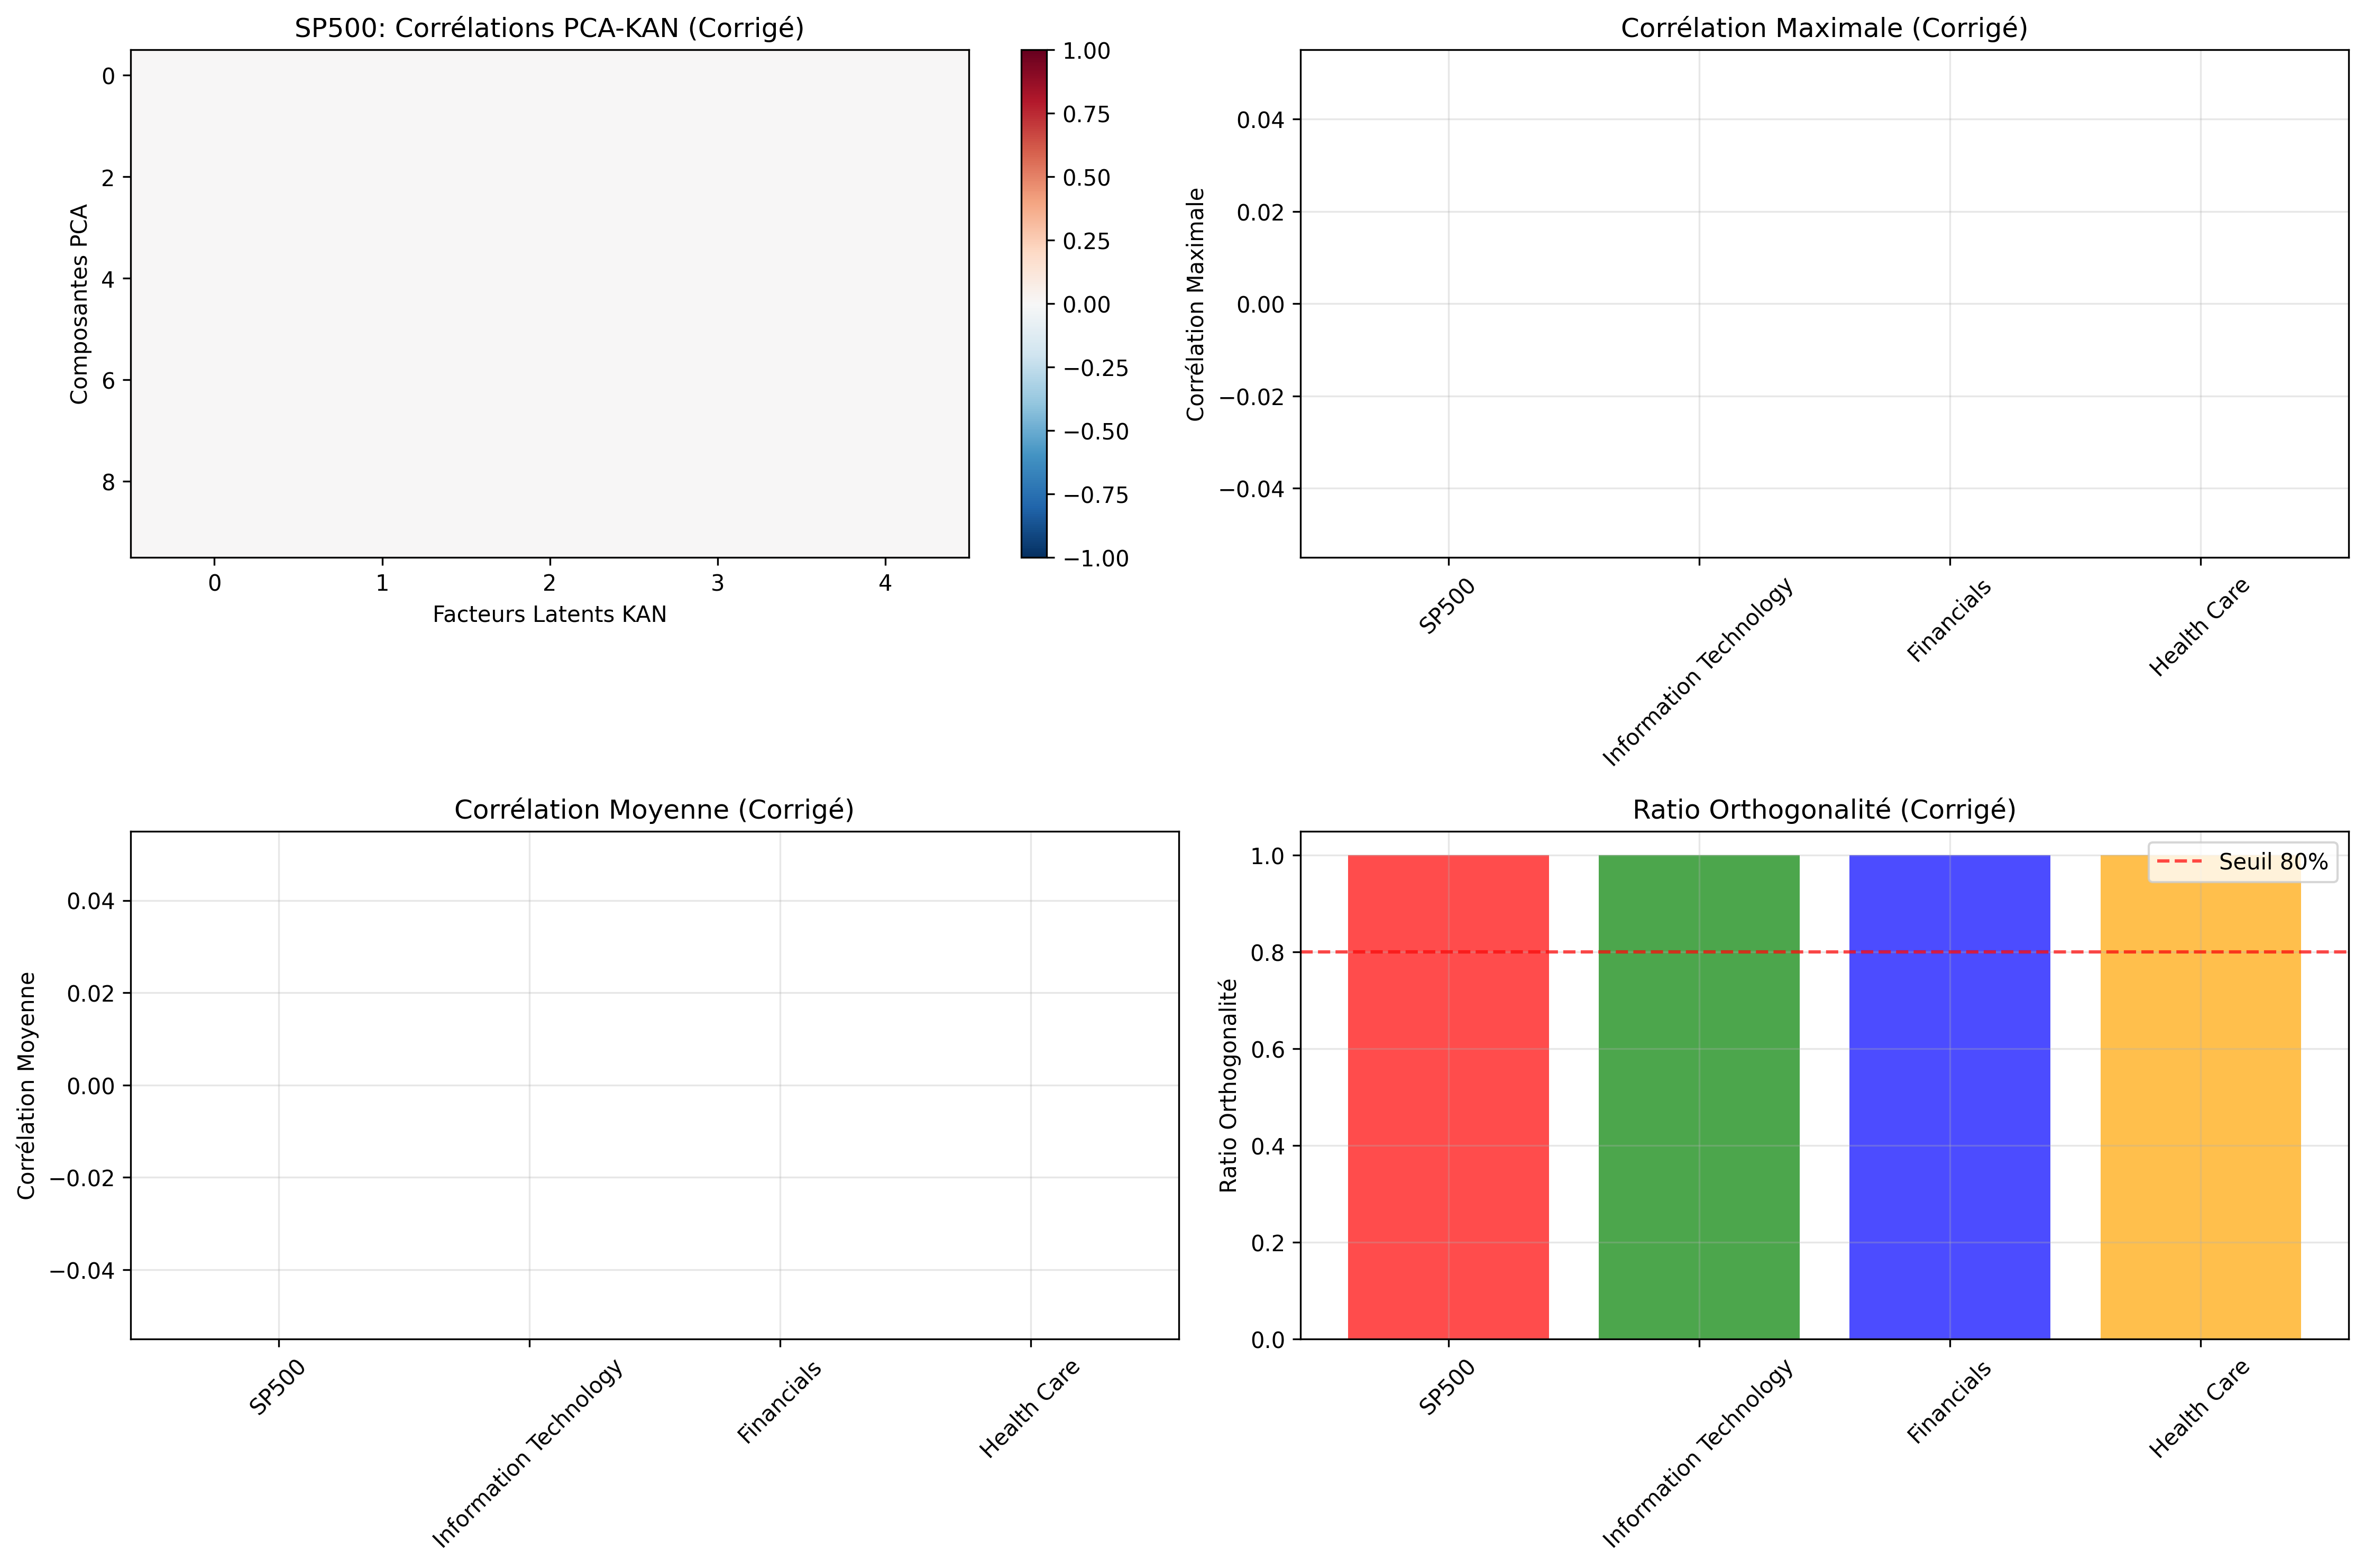 SP500: Corrélations PCA-KAN (Corrigé)
0
2
4
6
8
Composantes PCA
0 1 2 3 4
Facteurs Latents KAN
1.00
0.75
0.50
0.25
0.00
−0.25
−0.50
−0.75
−1.00
Corrélation Maximale (Corrigé)
0.04
0.02
0.00
−0.02
−0.04
Corrélation Maximale
SP500
Information Technology
Financials
Health Care
Corrélation Moyenne (Corrigé)
0.04
0.02
0.00
−0.02
−0.04
Corrélation Moyenne
SP500
Information Technology
Financials
Health Care
Ratio Orthogonalité (Corrigé)
Seuil 80%
1.0
0.8
0.6
0.4
0.2
0.0
Ratio Orthogonalité
SP500
Information Technology
Financials
Health Care